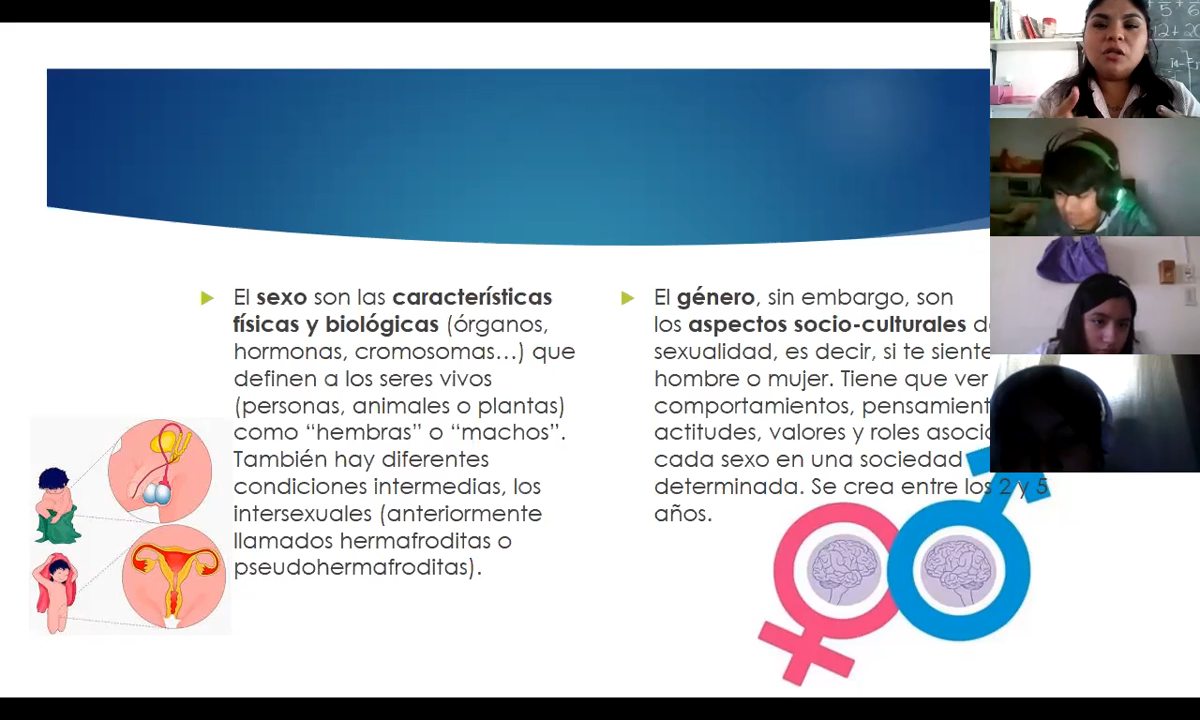 El sexo son las características
físicas y biológicas (órganos,
hormonas, cromosomas...) que
definen a los seres vivos
(personas, animales o plantas)
como “hembras” o “machos”.
También hay diferentes
condiciones intermedias, los
intersexuales (anteriormente
llamados hermafroditas o
pseudohermafroditas).
El género, sin embargo, son
los aspectos socio-culturales
sexualidad, es decir, si te
hombre o mujer. Tiene que ver
comportamientos,
actitudes, valores y roles
cada sexo en una sociedad
determinada. Se crea entre los 2 y 5
años.